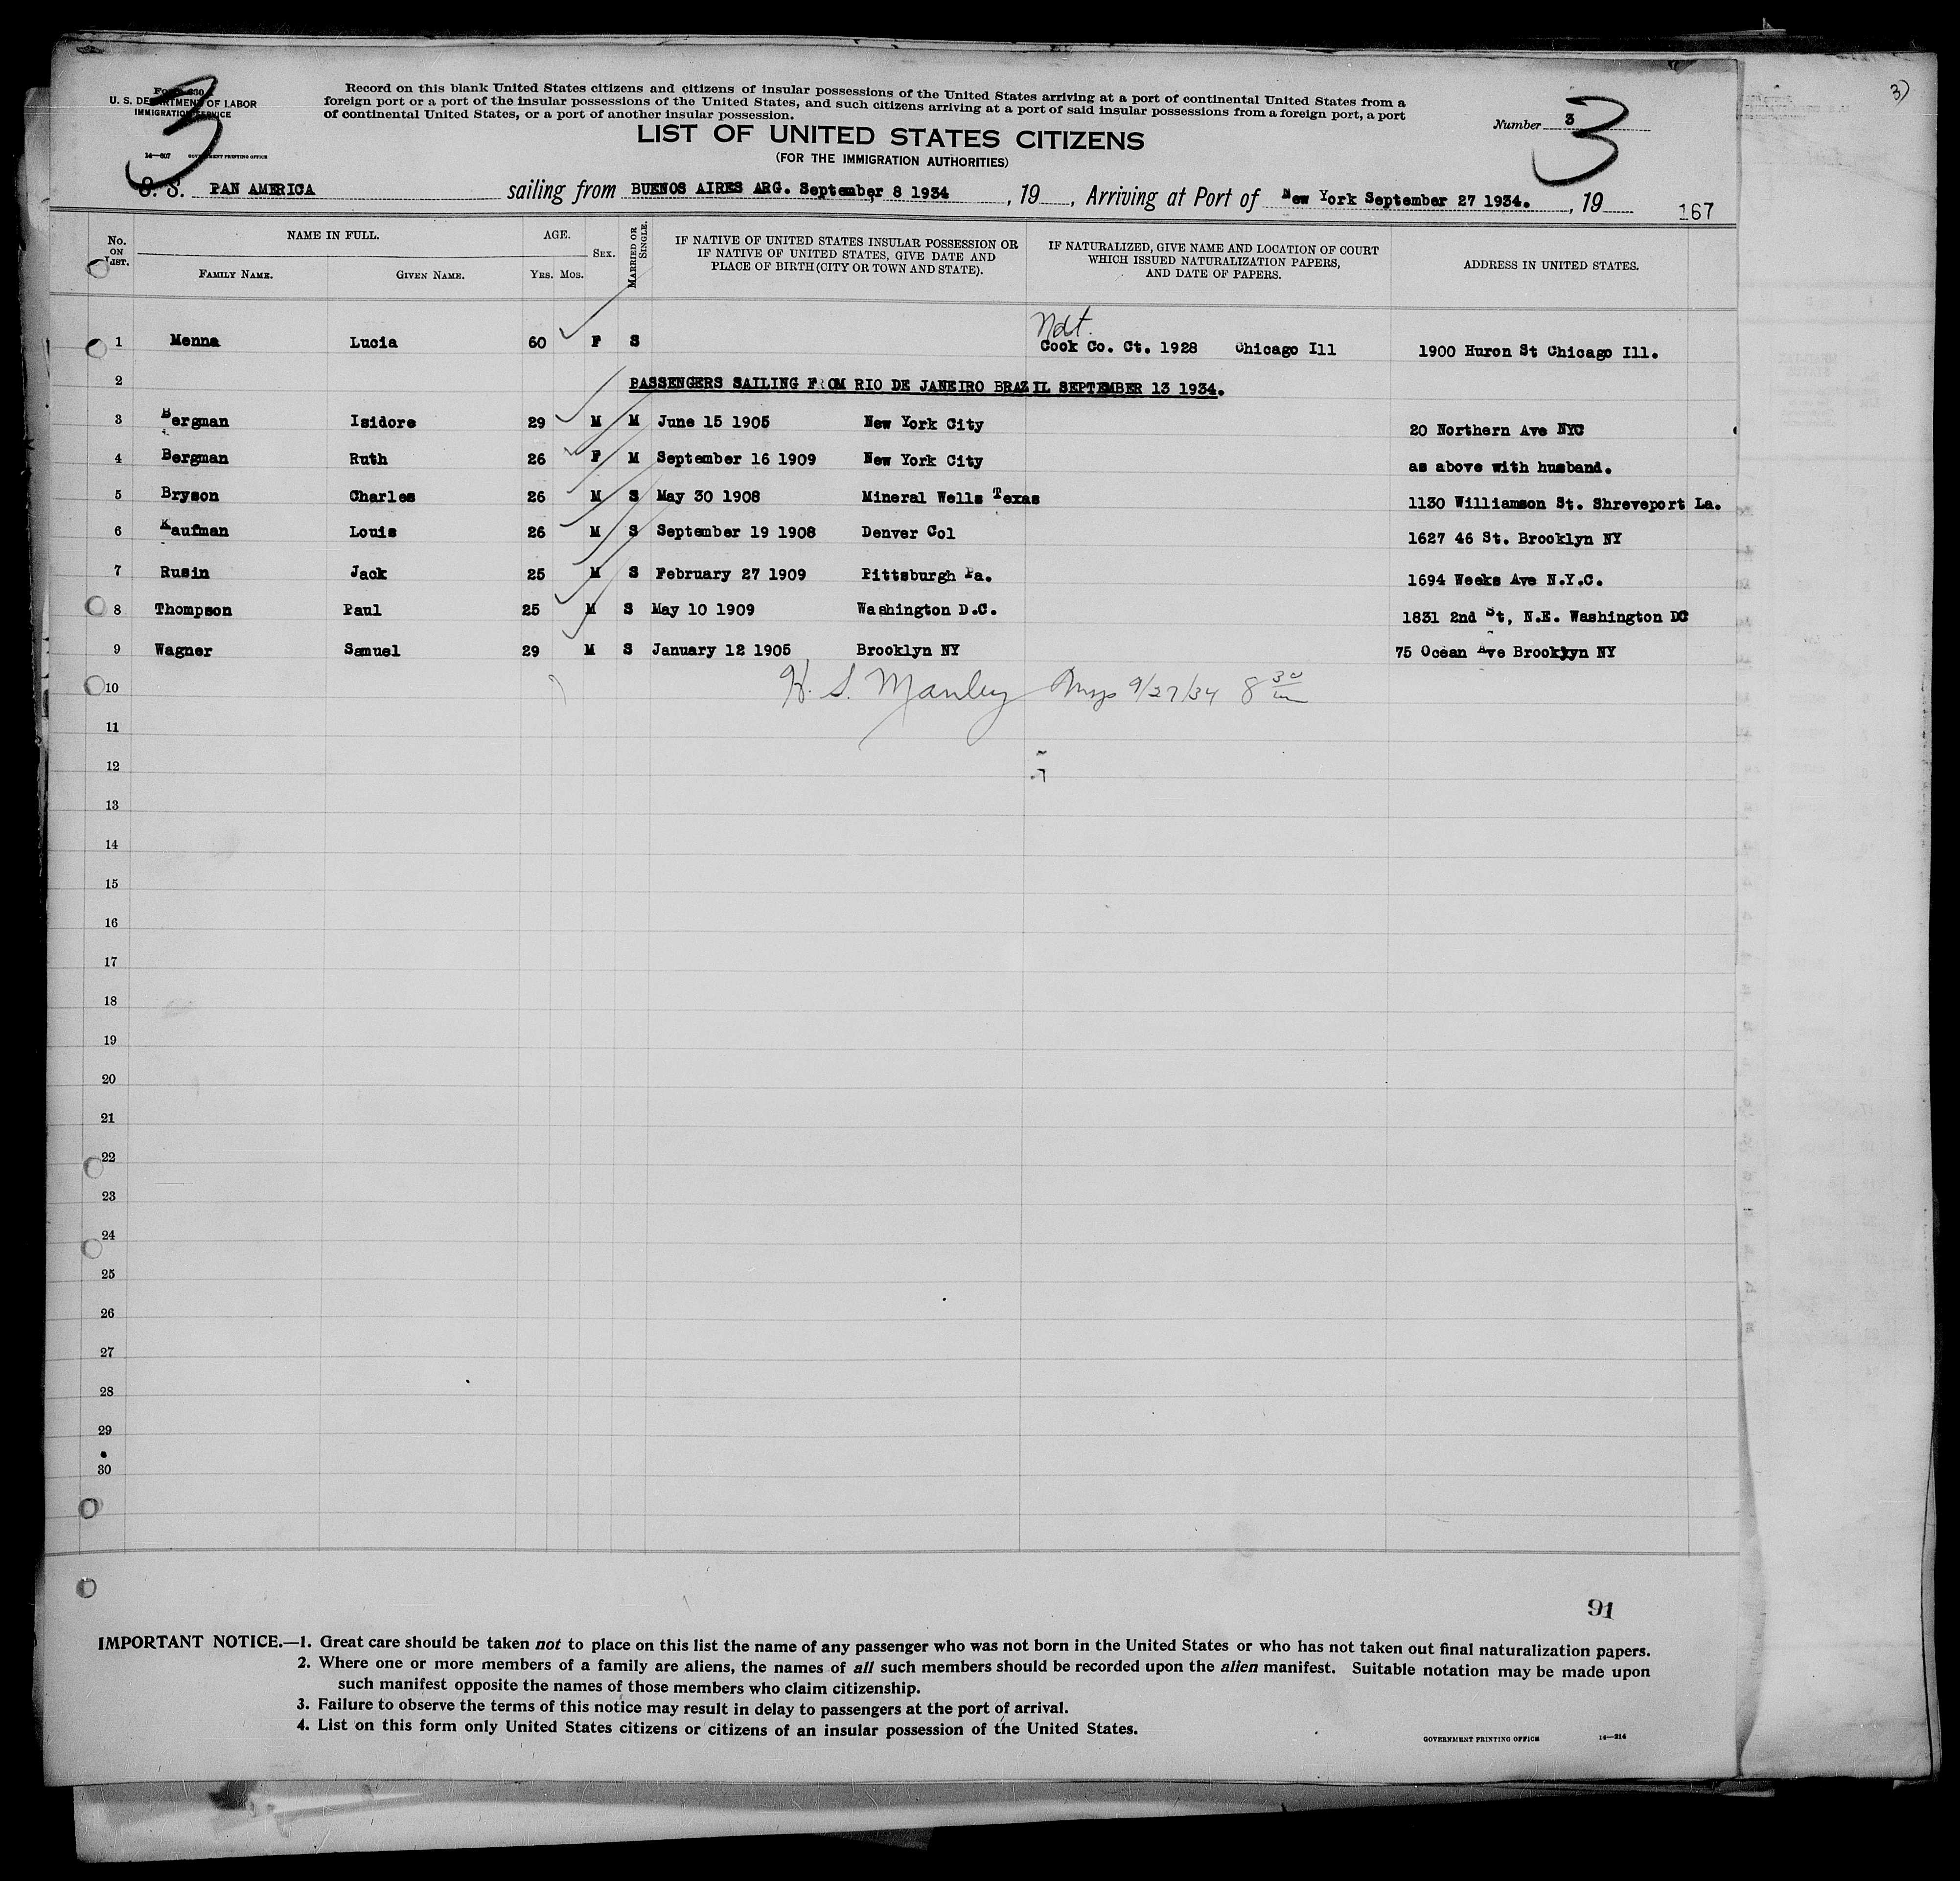 3)
3
Form 630
U. S. DEPARTMENT OF LABOR
IMMIGRATION SERVICE
14—607 GOVERNMENT PRINTING OFFICE
Record on this blank United States citizens and citizens of insular possessions of the United States arriving at a port of continental United States from a
foreign port or a port of the insular possessions of the United States, and such citizens arriving at a port of said insular possessions from a foreign port, a port
of continental United States, or a port of another insular possession.
Number 3
3
LIST OF UNITED STATES CITIZENS
(FOR THE IMMIGRATION AUTHORITIES)
S. S. PAN AMERICA sailing from BUENOS AIRES ARG. September 8 1934, 19, Arriving at Port of New York September 27 1934., 19
167
No. ON LIST. NAME IN FULL. AGE. SEX. MARRIED OR SINGLE. IF NATIVE OF UNITED STATES INSULAR POSSESSION OR IF NATIVE OF UNITED STATES, GIVE DATE AND PLACE OF BIRTH (CITY OR TOWN AND STATE). IF NATURALIZED, GIVE NAME AND LOCATION OF COURT WHICH ISSUED NATURALIZATION PAPERS, AND DATE OF PAPERS. ADDRESS IN UNITED STATES.
FAMILY NAME. GIVEN NAME. YRS. MOS.
1 Menna Lucia 60 F S Cook Co. Ct. 1928 Chicago Ill 1900 Huron St Chicago Ill.
2 PASSENGERS SAILING FROM RIO DE JANEIRO BRAZIL SEPTEMBER 13 1934.
3 Bergman Isidore 29 M M June 15 1905 New York City 20 Northern Ave NYC
4 Bergman Ruth 26 F M September 16 1909 New York City as above with husband.
5 Bryson Charles 26 M S May 30 1908 Mineral Wells Texas 1130 Williamson St. Shreveport La.
6 Kaufman Louis 26 M S September 19 1908 Denver Col 1627 46 St. Brooklyn NY
7 Rusin Jack 25 M S February 27 1909 Pittsburgh Pa. 1694 Weeks Ave N.Y.C.
8 Thompson Paul 25 M S May 10 1909 Washington D.C. 1831 2nd St, N.E. Washington DC
9 Wagner Samuel 29 M S January 12 1905 Brooklyn NY 75 Ocean Ave Brooklyn NY
10 H. S. Manley 9/27/34 8 30
11
12
13
14
15
16
17
18
19
20
21
22
23
24
25
26
27
28
29
30
91
IMPORTANT NOTICE.—1. Great care should be taken not to place on this list the name of any passenger who was not born in the United States or who has not taken out final naturalization papers.
2. Where one or more members of a family are aliens, the names of all such members should be recorded upon the alien manifest. Suitable notation may be made upon
such manifest opposite the names of those members who claim citizenship.
3. Failure to observe the terms of this notice may result in delay to passengers at the port of arrival.
4. List on this form only United States citizens or citizens of an insular possession of the United States.
GOVERNMENT PRINTING OFFICE 14—214